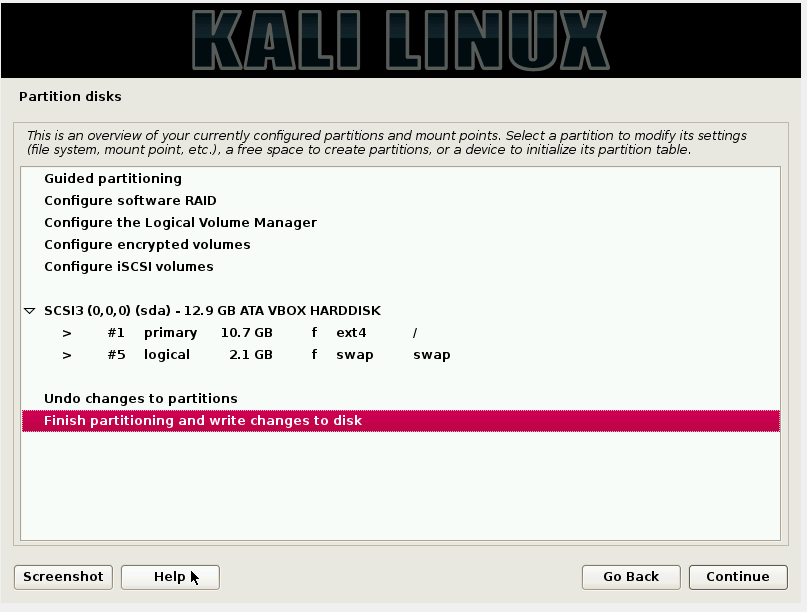 KALI LINUX
Partition disks
This is an overview of your currently configured partitions and mount points. Select a partition to modify its settings
(file system, mount point, etc.), a free space to create partitions, or a device to initialize its partition table.
Guided partitioning
Configure software RAID
Configure the Logical Volume Manager
Configure encrypted volumes
Configure iSCSI volumes
SCSI3 (0,0,0) (sda) - 12.9 GB ATA VBOX HARDDISK
> #1 primary 10.7 GB f ext4 /
> #5 logical 2.1 GB f swap swap
Undo changes to partitions
Finish partitioning and write changes to disk
Screenshot Help Go Back Continue